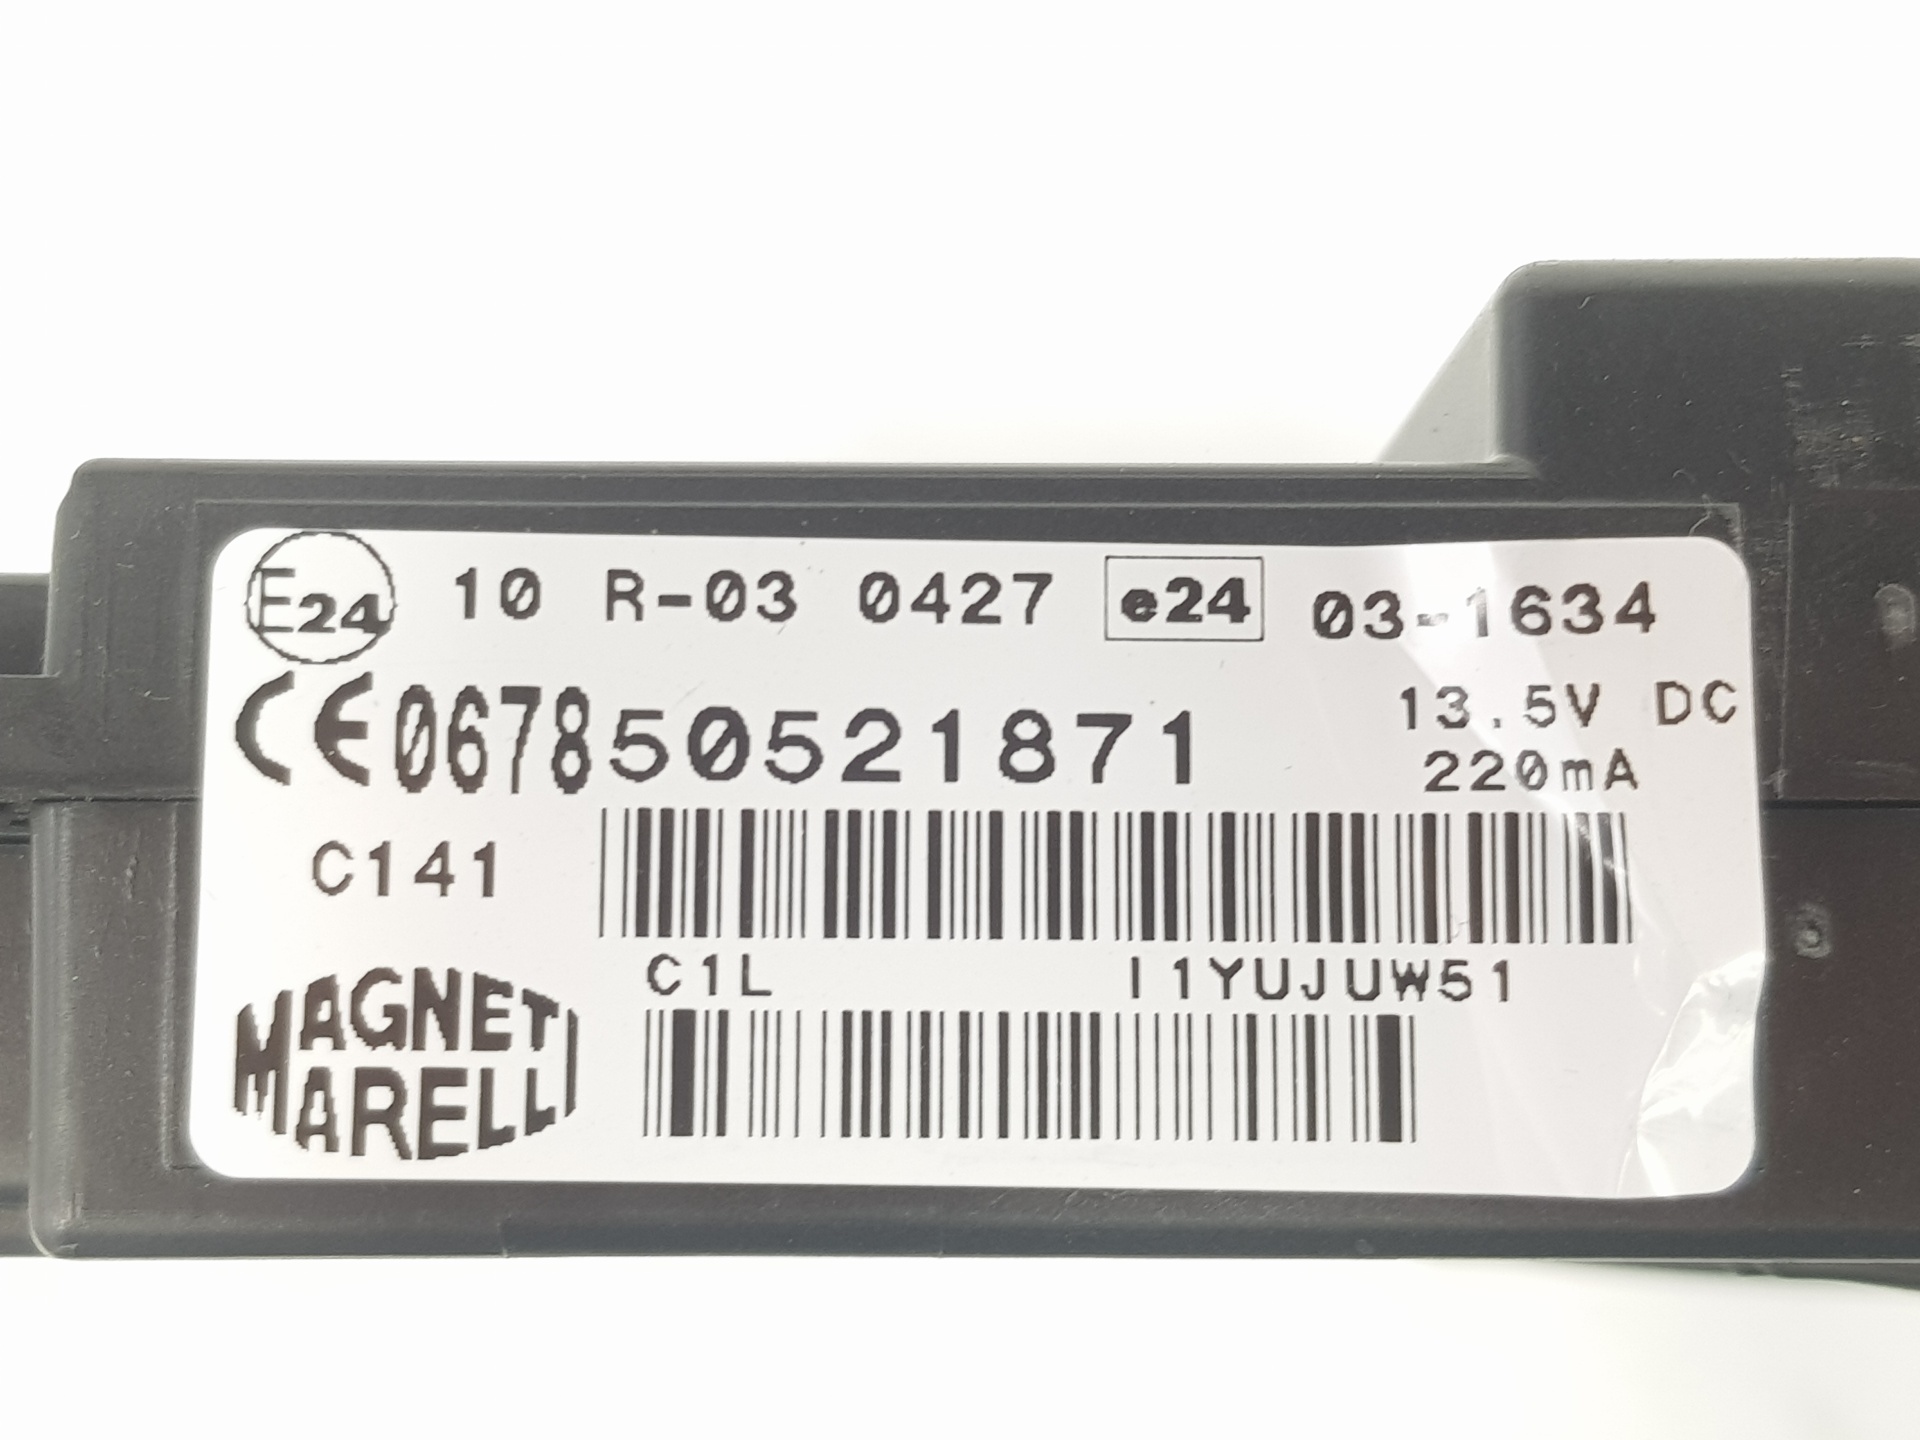 E24 10 R-03 0427 e24 03-1634
CE0678 50521871 13.5V DC
220mA
C141
C1L I1YUJUW51
MAGNETI
MARELLI